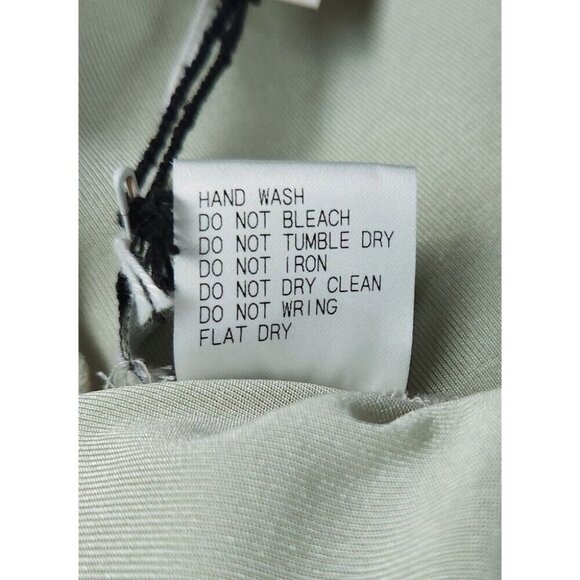 HAND WASH
DO NOT BLEACH
DO NOT TUMBLE DRY
DO NOT IRON
DO NOT DRY CLEAN
DO NOT WRING
FLAT DRY